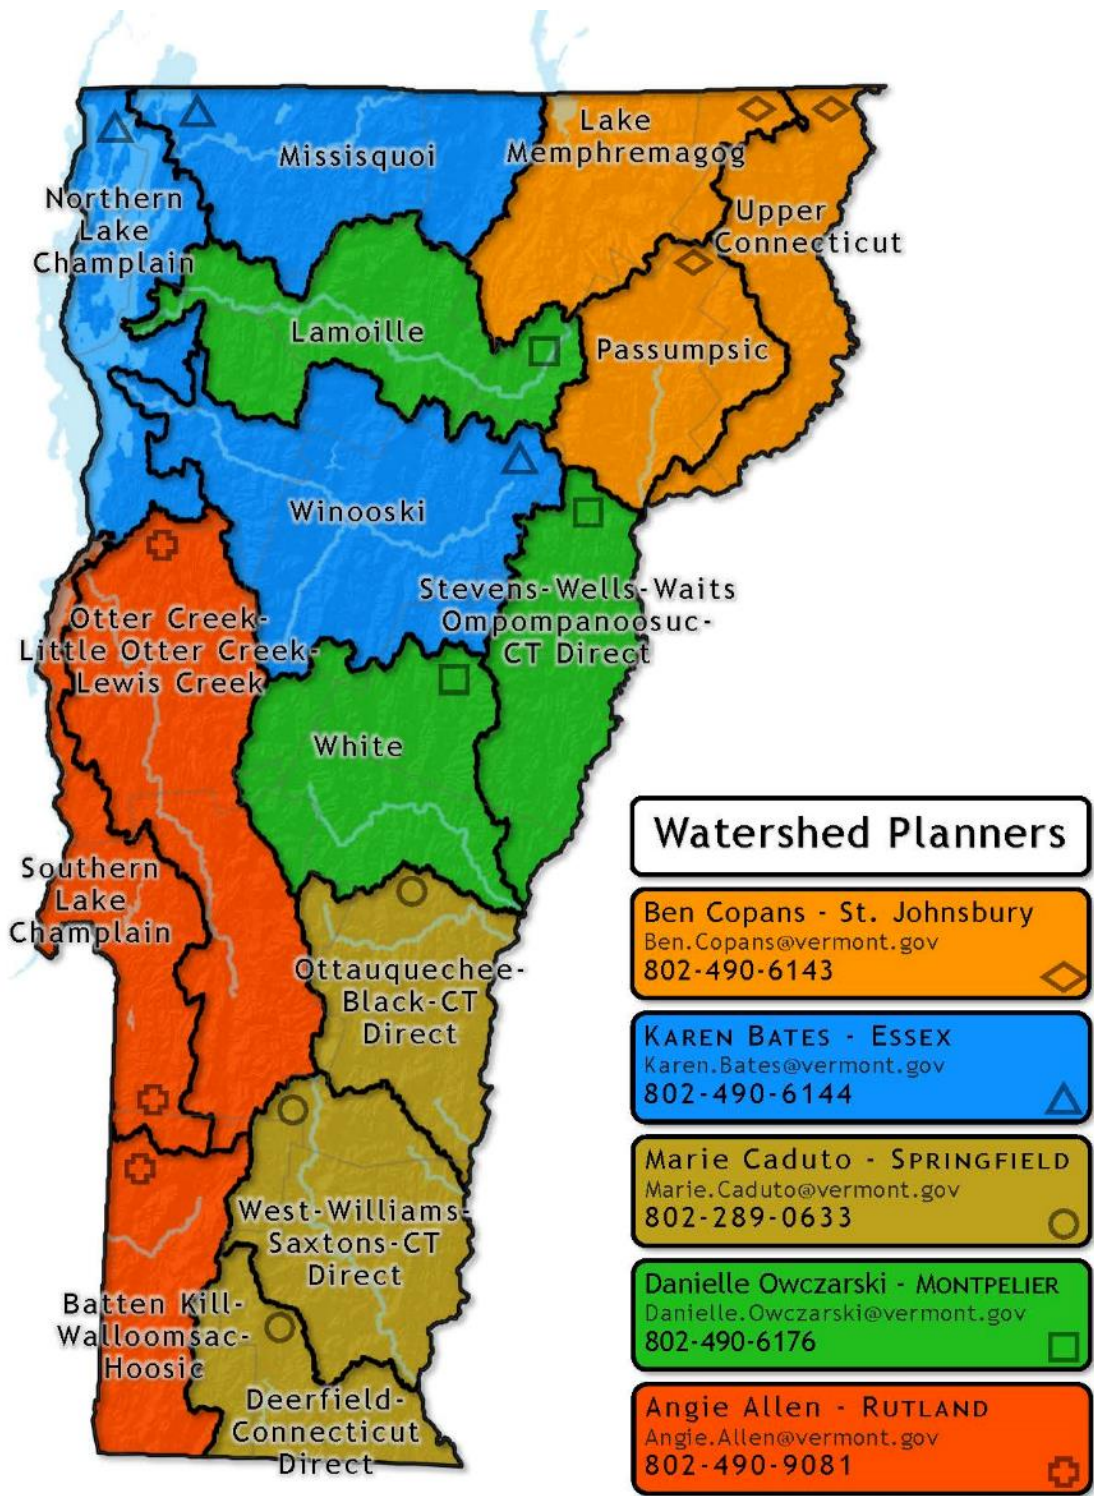 Missisquoi
Lake
Memphremagog
Northern
Lake
Champlain
Upper
Connecticut
Lamoille
Passumpsic
Winooski
Stevens-Wells-Waits
Ompompanoosuc-
CT Direct
Otter Creek-
Little Otter Creek-
Lewis Creek
White
Southern
Lake
Champlain
Ottauquechee-
Black-CT
Direct
West-Williams-
Saxtons-CT
Direct
Batten Kill-
Walloomsac-
Hoosic
Deerfield-
Connecticut
Direct
Watershed Planners
Ben Copans - St. Johnsbury
Ben.Copans@vermont.gov
802-490-6143
KAREN BATES - ESSEX
Karen.Bates@vermont.gov
802-490-6144
Marie Caduto - SPRINGFIELD
Marie.Caduto@vermont.gov
802-289-0633
Danielle Owczarski - MONTPELIER
Danielle.Owczarski@vermont.gov
802-490-6176
Angie Allen - RUTLAND
Angie.Allen@vermont.gov
802-490-9081